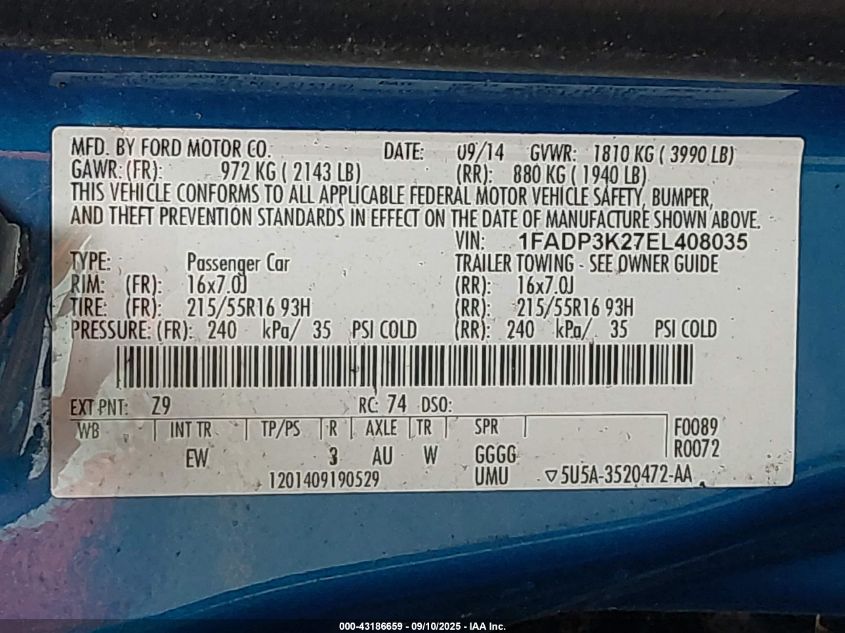 MFD. BY FORD MOTOR CO. DATE: 09/14 GVWR: 1810 KG ( 3990 LB)
GAWR: (FR): 972 KG ( 2143 LB) (RR): 880 KG ( 1940 LB)
THIS VEHICLE CONFORMS TO ALL APPLICABLE FEDERAL MOTOR VEHICLE SAFETY, BUMPER,
AND THEFT PREVENTION STANDARDS IN EFFECT ON THE DATE OF MANUFACTURE SHOWN ABOVE.
VIN: 1FADP3K27EL408035
TYPE: Passenger Car TRAILER TOWING - SEE OWNER GUIDE
RIM: (FR): 16x7.0J (RR): 16x7.0J
TIRE: (FR): 215/55R16 93H (RR): 215/55R16 93H
PRESSURE: (FR): 240 kPa/ 35 PSI COLD (RR): 240 kPa/ 35 PSI COLD
EXT PNT: Z9 RC: 74 DSO:
WB INT TR TP/PS R AXLE TR SPR F0089
EW 3 AU W GGGG R0072
1201409190529 UMU ▽5U5A-3520472-AA
000-43186659 - 09/10/2025 - IAA Inc.